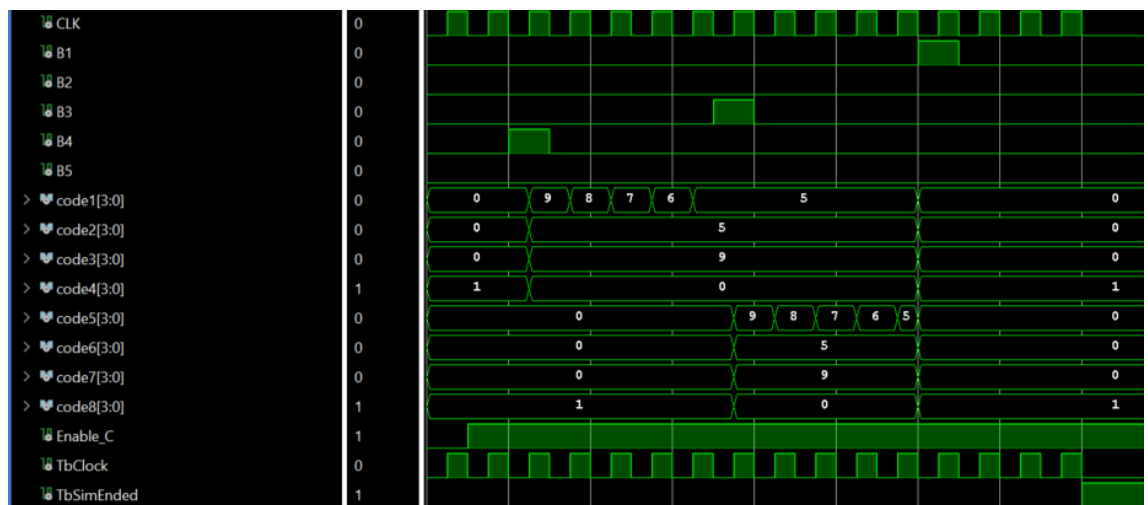 CLK 0
B1 0
B2 0
B3 0
B4 0
B5 0
> code1[3:0] 0 0 9 8 7 6 5 0
> code2[3:0] 0 0 5 0
> code3[3:0] 0 0 9 0
> code4[3:0] 1 1 0 1
> code5[3:0] 0 0 9 8 7 6 5 0
> code6[3:0] 0 0 5 0
> code7[3:0] 0 0 9 0
> code8[3:0] 1 1 0 1
Enable_C 1
TbClock 0
TbSimEnded 1